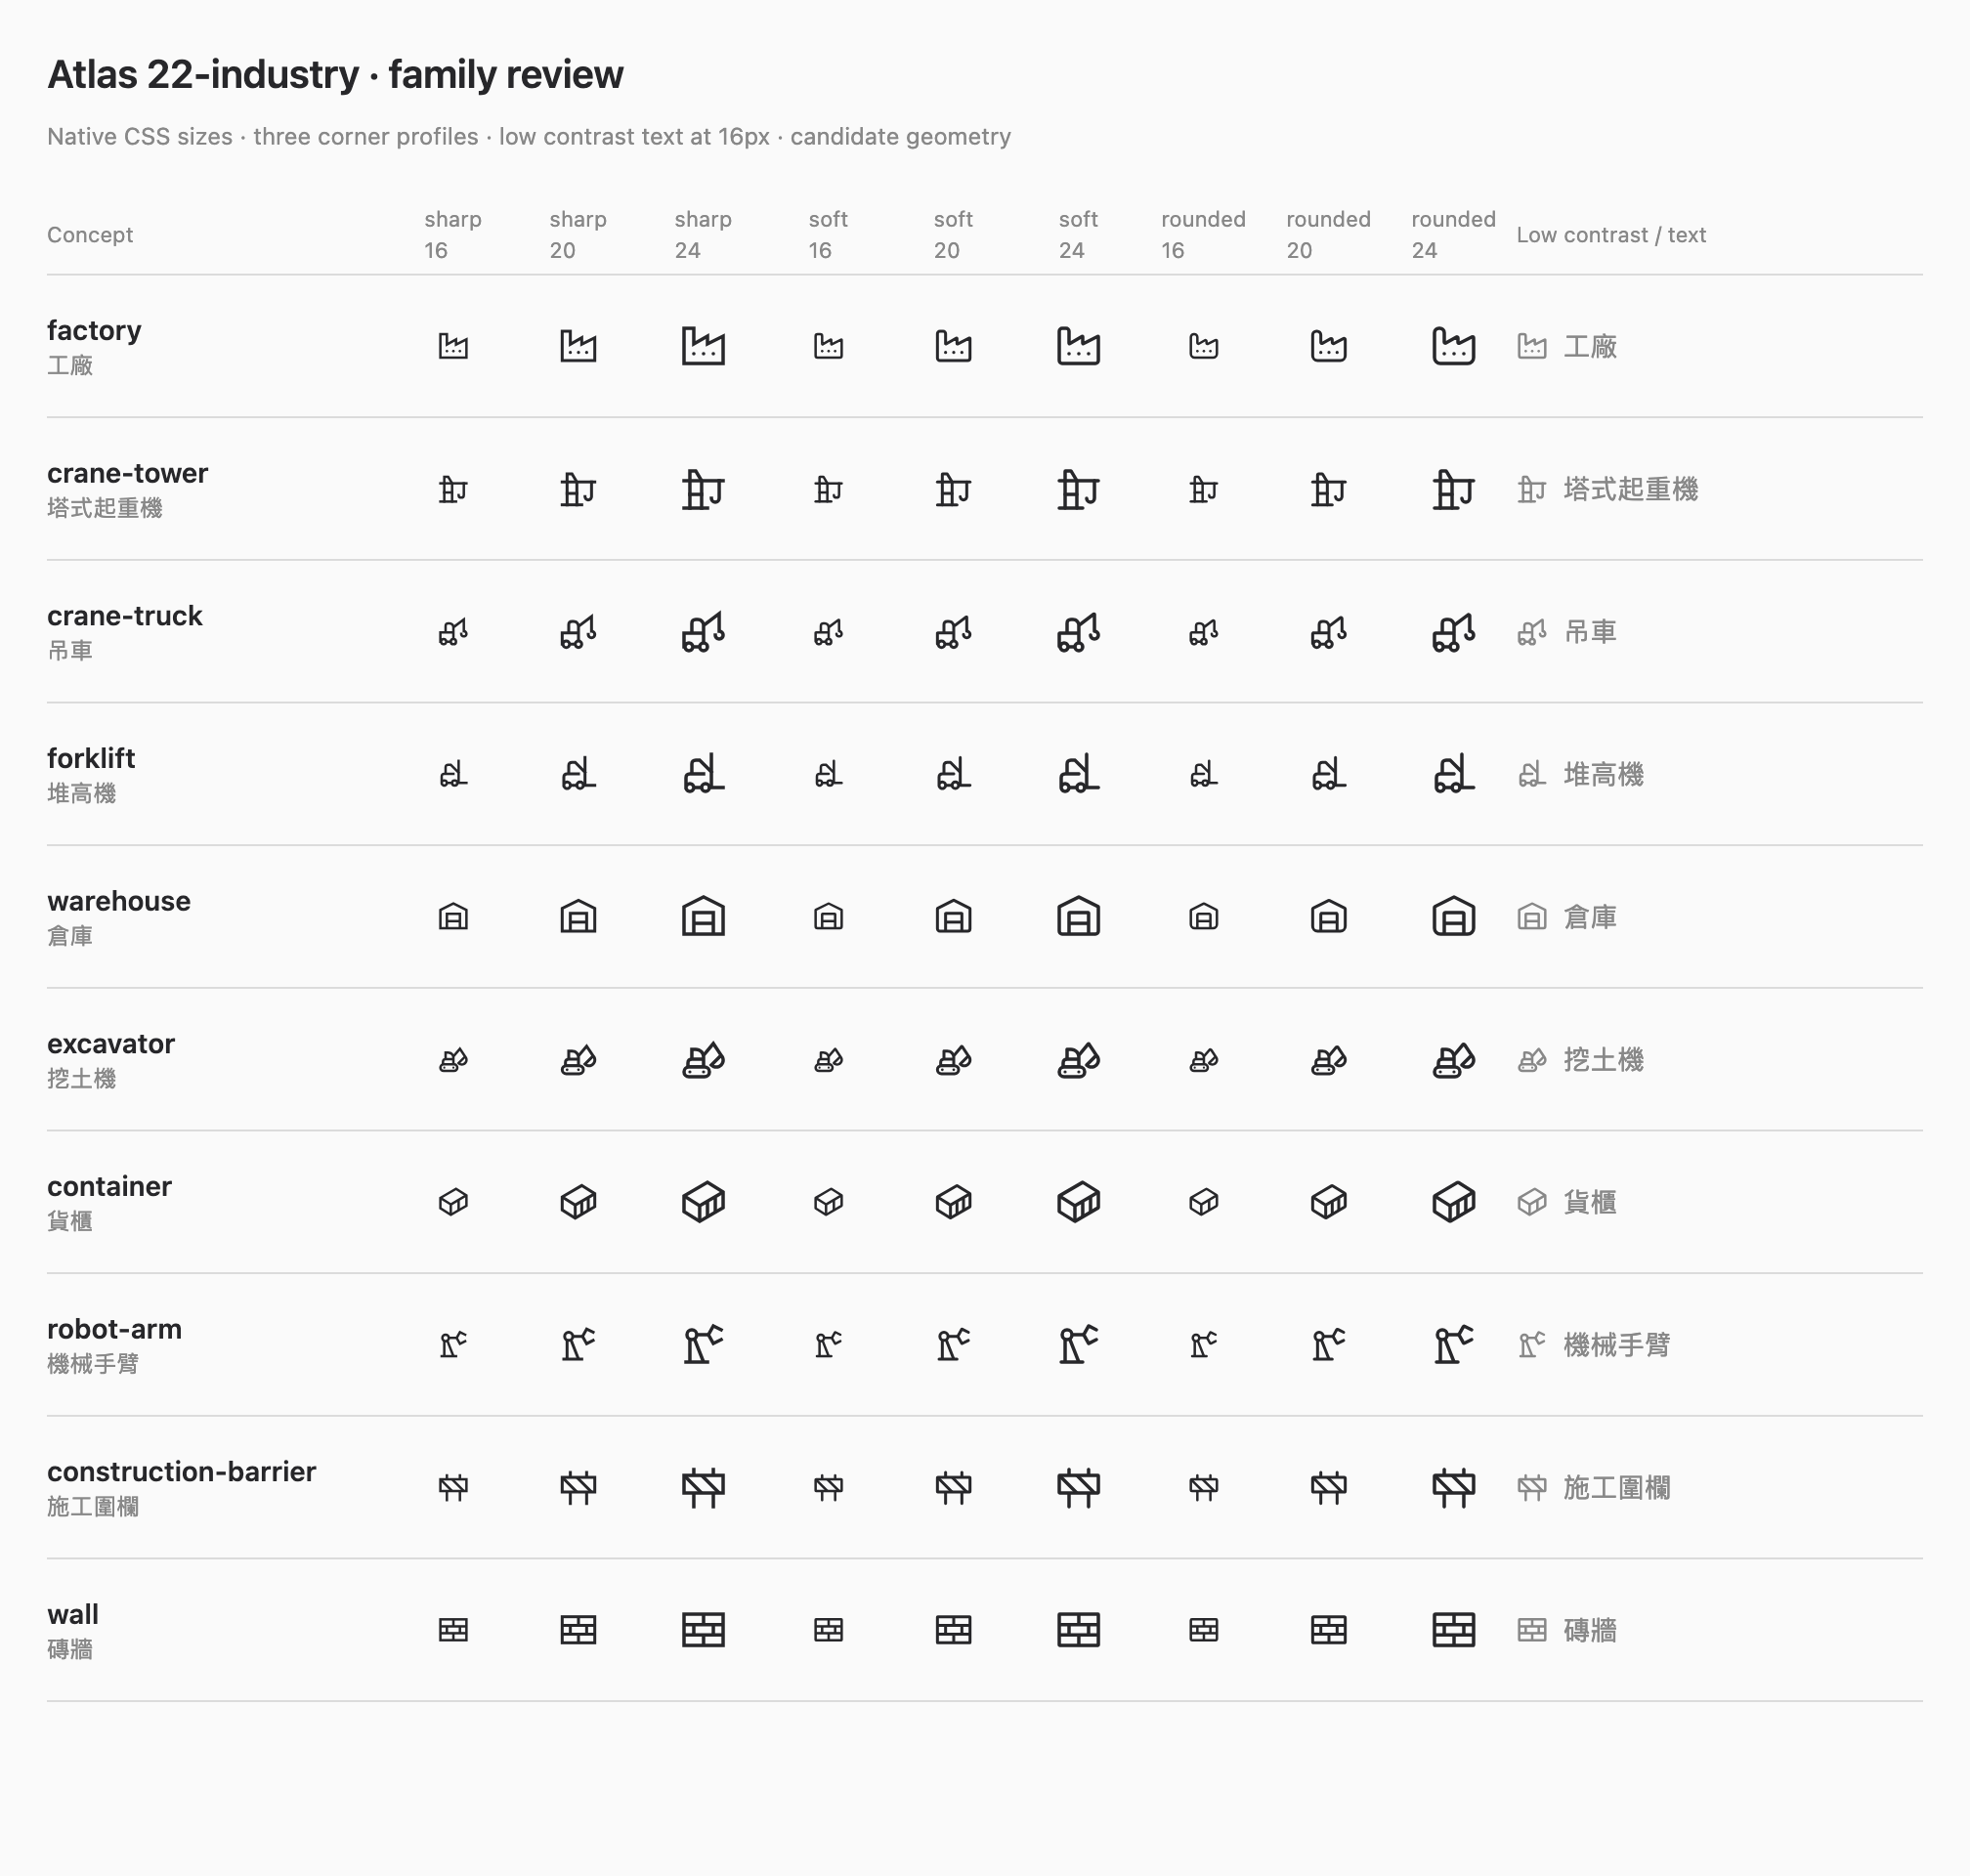 Atlas 22-industry · family review
Native CSS sizes · three corner profiles · low contrast text at 16px · candidate geometry
Concept
sharp 16
sharp 20
sharp 24
soft 16
soft 20
soft 24
rounded 16
rounded 20
rounded 24
Low contrast / text
factory
工廠
工廠
crane-tower
塔式起重機
塔式起重機
crane-truck
吊車
吊車
forklift
堆高機
堆高機
warehouse
倉庫
倉庫
excavator
挖土機
挖土機
container
貨櫃
貨櫃
robot-arm
機械手臂
機械手臂
construction-barrier
施工圍欄
施工圍欄
wall
磚牆
磚牆